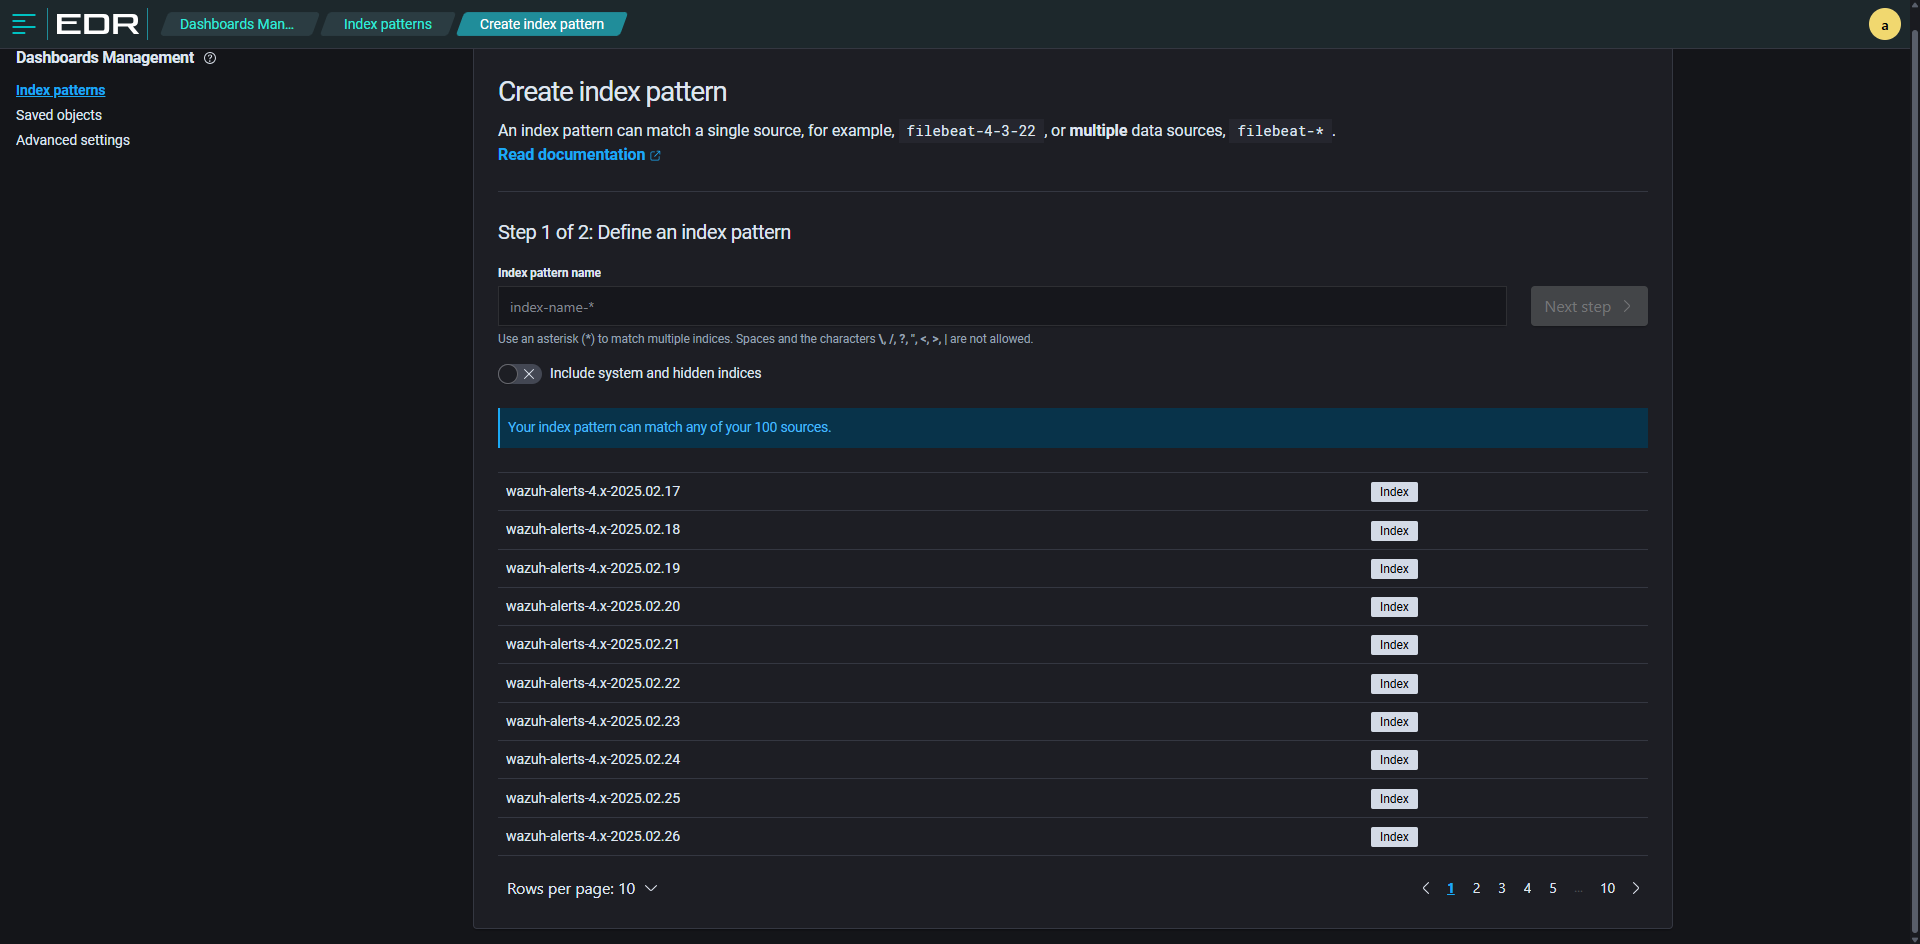 EDR Dashboards Man... Index patterns Create index pattern a
Dashboards Management
Index patterns
Saved objects
Advanced settings
Create index pattern
An index pattern can match a single source, for example, filebeat-4-3-22 , or multiple data sources, filebeat-* .
Read documentation
Step 1 of 2: Define an index pattern
Index pattern name
index-name-*
Next step
Use an asterisk (*) to match multiple indices. Spaces and the characters \, /, ?, ", <, >, | are not allowed.
Include system and hidden indices
Your index pattern can match any of your 100 sources.
wazuh-alerts-4.x-2025.02.17 Index
wazuh-alerts-4.x-2025.02.18 Index
wazuh-alerts-4.x-2025.02.19 Index
wazuh-alerts-4.x-2025.02.20 Index
wazuh-alerts-4.x-2025.02.21 Index
wazuh-alerts-4.x-2025.02.22 Index
wazuh-alerts-4.x-2025.02.23 Index
wazuh-alerts-4.x-2025.02.24 Index
wazuh-alerts-4.x-2025.02.25 Index
wazuh-alerts-4.x-2025.02.26 Index
Rows per page: 10
1 2 3 4 5 ... 10